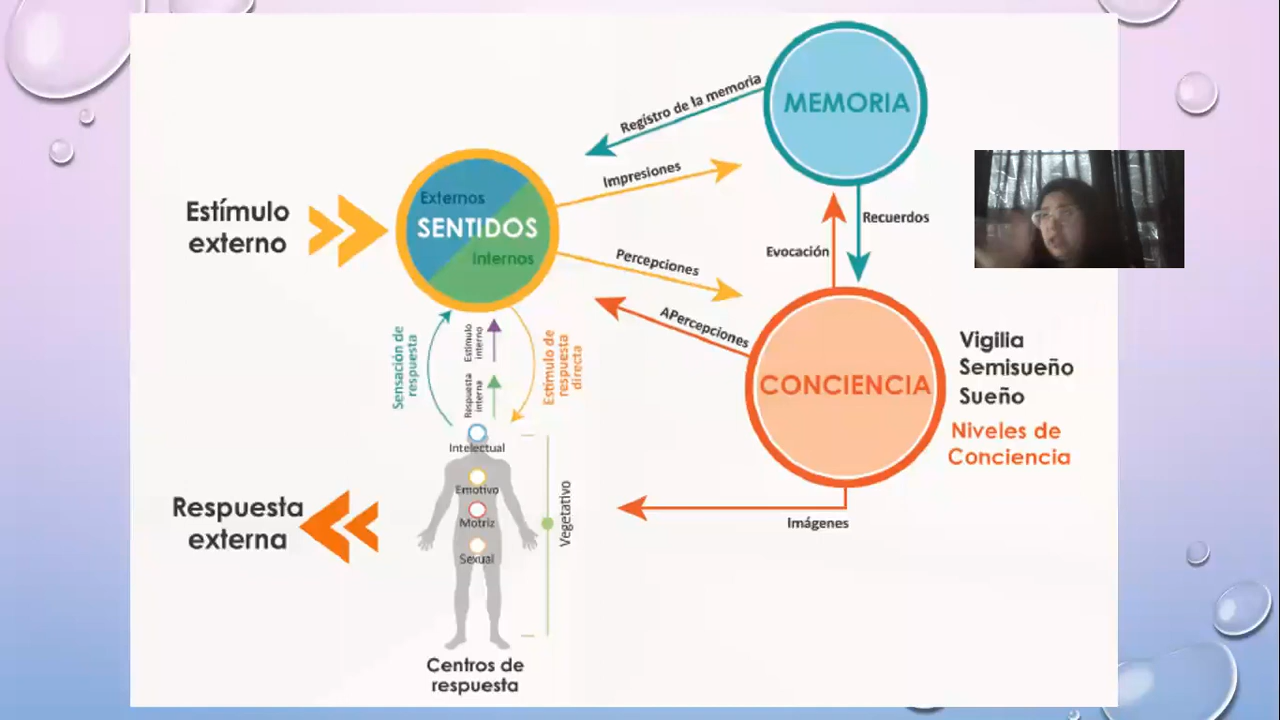 MEMORIA
Registro de la memoria
Impresiones
Estímulo
externo
Externos
SENTIDOS
Internos
Recuerdos
Evocación
Percepciones
APercepciones
Sensación de
respuesta
Estímulo
interno
Respuesta
interna
Estímulo de
respuesta
directa
CONCIENCIA
Vigilia
Semisueño
Sueño
Niveles de
Conciencia
Intelectual
Emotivo
Motriz
Sexual
Vegetativo
Respuesta
externa
Imágenes
Centros de
respuesta